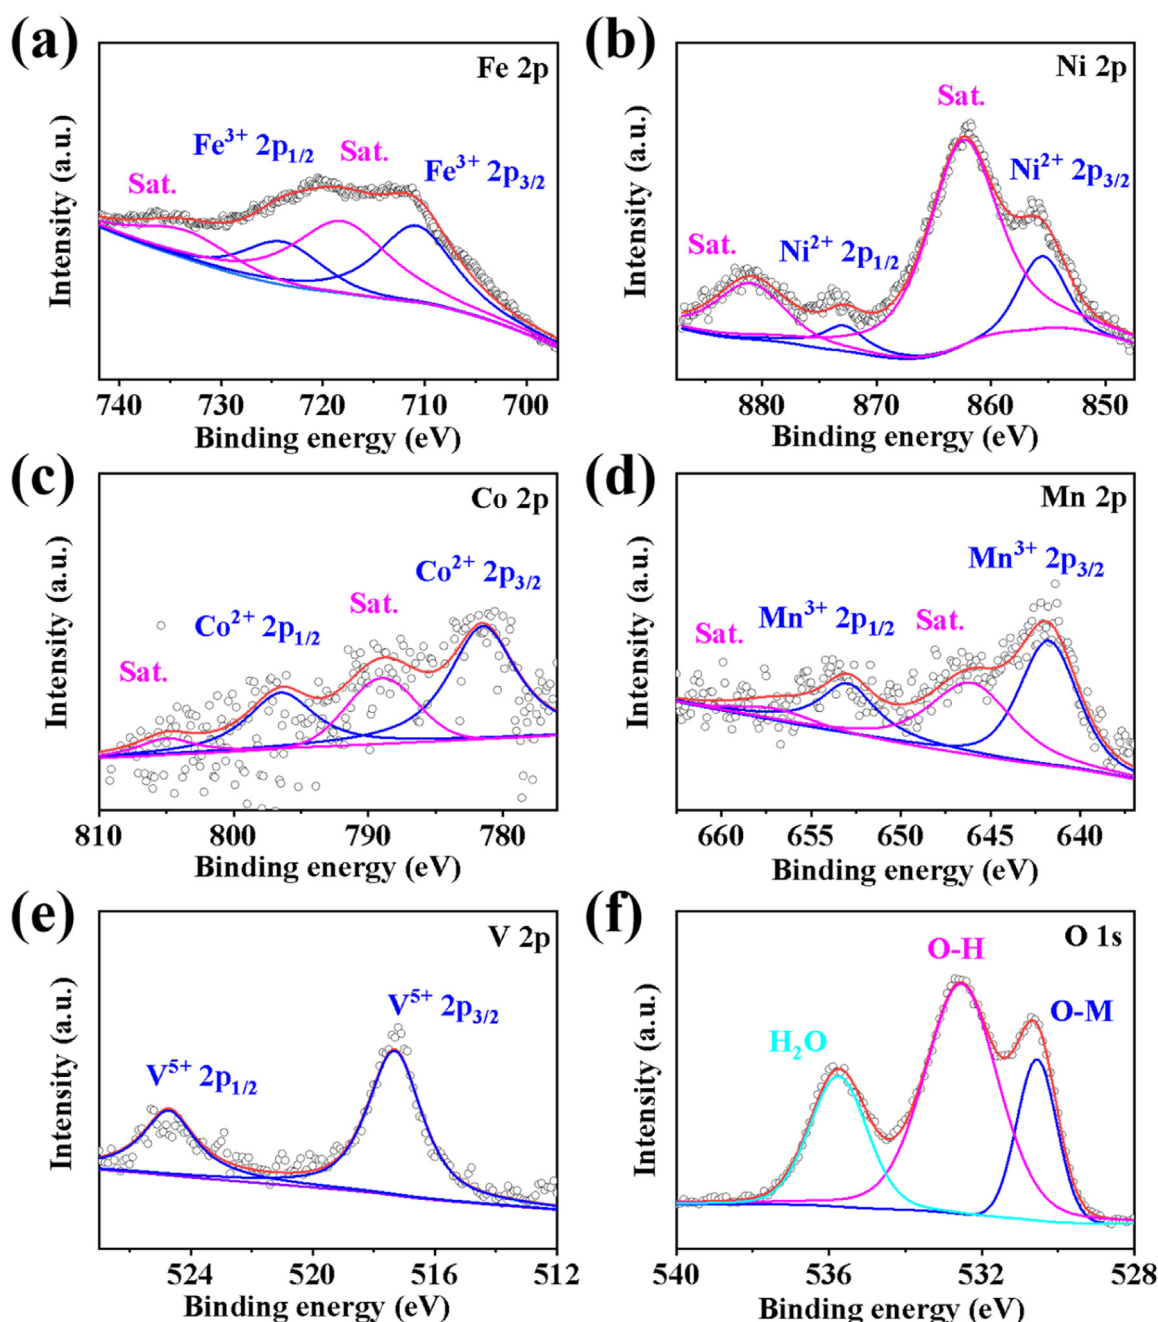 (a)
Fe 2p
Fe³⁺ 2p₁/₂
Sat.
Fe³⁺ 2p₃/₂
Sat.
Intensity (a.u.)
740 730 720 710 700
Binding energy (eV)
(b)
Ni 2p
Sat.
Ni²⁺ 2p₃/₂
Sat.
Ni²⁺ 2p₁/₂
Intensity (a.u.)
880 870 860 850
Binding energy (eV)
(c)
Co 2p
Co²⁺ 2p₃/₂
Sat.
Co²⁺ 2p₁/₂
Sat.
Intensity (a.u.)
810 800 790 780
Binding energy (eV)
(d)
Mn 2p
Mn³⁺ 2p₃/₂
Sat.
Mn³⁺ 2p₁/₂
Sat.
Intensity (a.u.)
660 655 650 645 640
Binding energy (eV)
(e)
V 2p
V⁵⁺ 2p₃/₂
V⁵⁺ 2p₁/₂
Intensity (a.u.)
524 520 516 512
Binding energy (eV)
(f)
O 1s
O-H
O-M
H₂O
Intensity (a.u.)
540 536 532 528
Binding energy (eV)